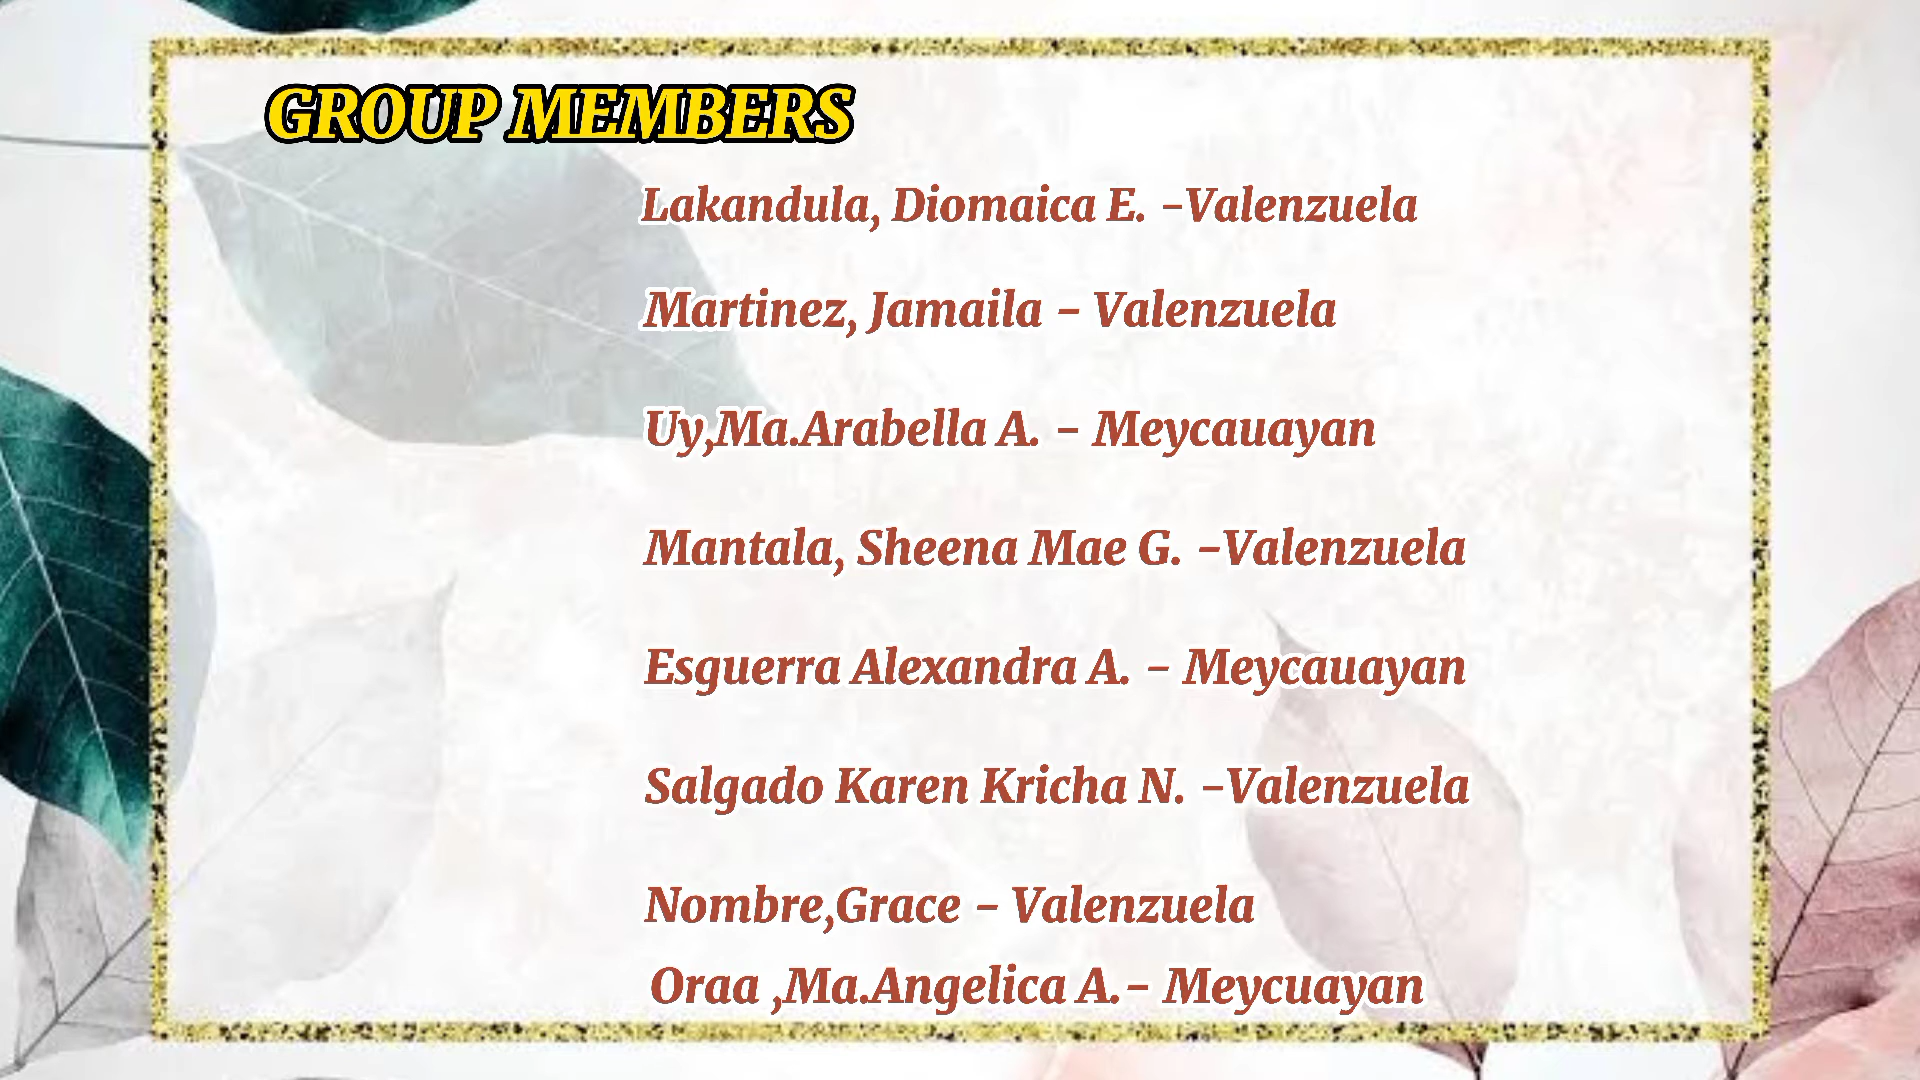 GROUP MEMBERS
Lakandula, Diomaica E. -Valenzuela
Martinez, Jamaila - Valenzuela
Uy,Ma.Arabella A. - Meycauayan
Mantala, Sheena Mae G. -Valenzuela
Esguerra Alexandra A. - Meycauayan
Salgado Karen Kricha N. -Valenzuela
Nombre,Grace - Valenzuela
Oraa ,Ma.Angelica A.- Meycuayan